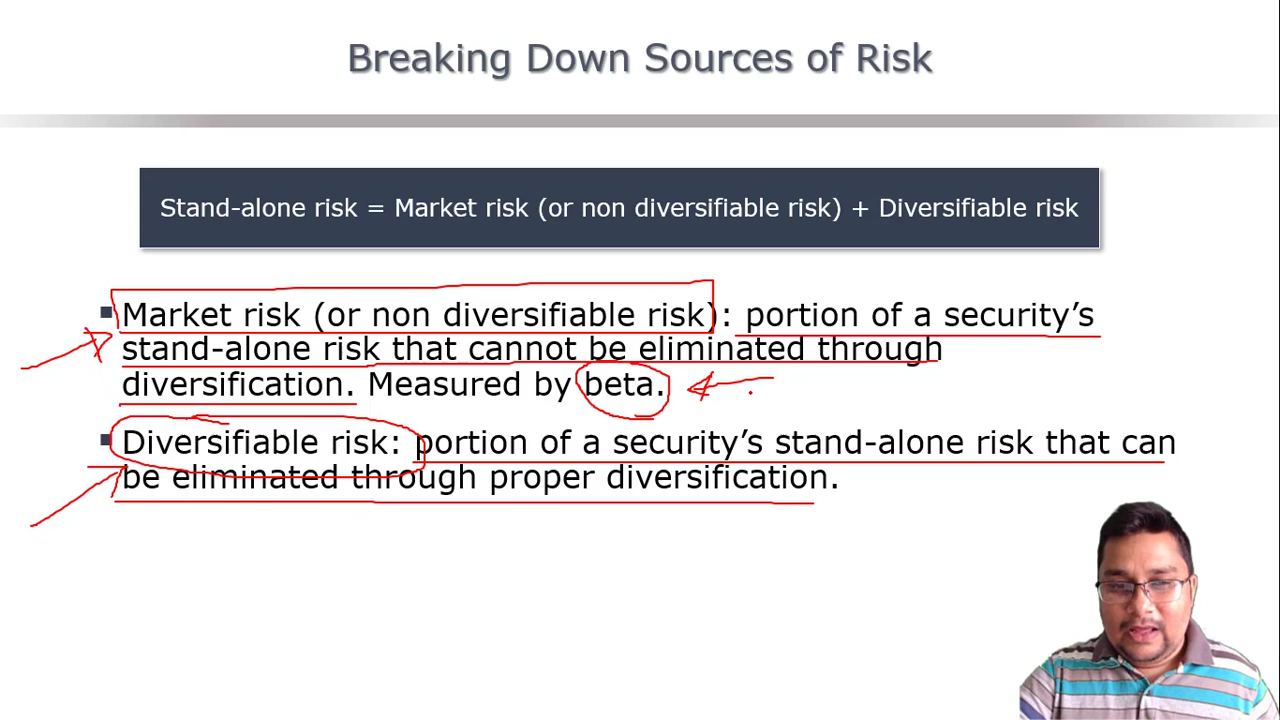 Breaking Down Sources of Risk
Stand-alone risk = Market risk (or non diversifiable risk) + Diversifiable risk
▪Market risk (or non diversifiable risk): portion of a security’s
stand-alone risk that cannot be eliminated through
diversification. Measured by beta.
▪Diversifiable risk: portion of a security’s stand-alone risk that can
be eliminated through proper diversification.